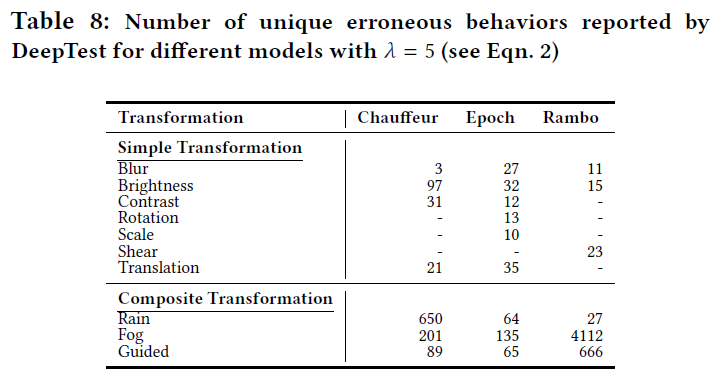 Table 8: Number of unique erroneous behaviors reported by
DeepTest for different models with λ = 5 (see Eqn. 2)
Transformation Chauffeur Epoch Rambo
Simple Transformation
Blur 3 27 11
Brightness 97 32 15
Contrast 31 12 -
Rotation - 13 -
Scale - 10 -
Shear - - 23
Translation 21 35 -
Composite Transformation
Rain 650 64 27
Fog 201 135 4112
Guided 89 65 666